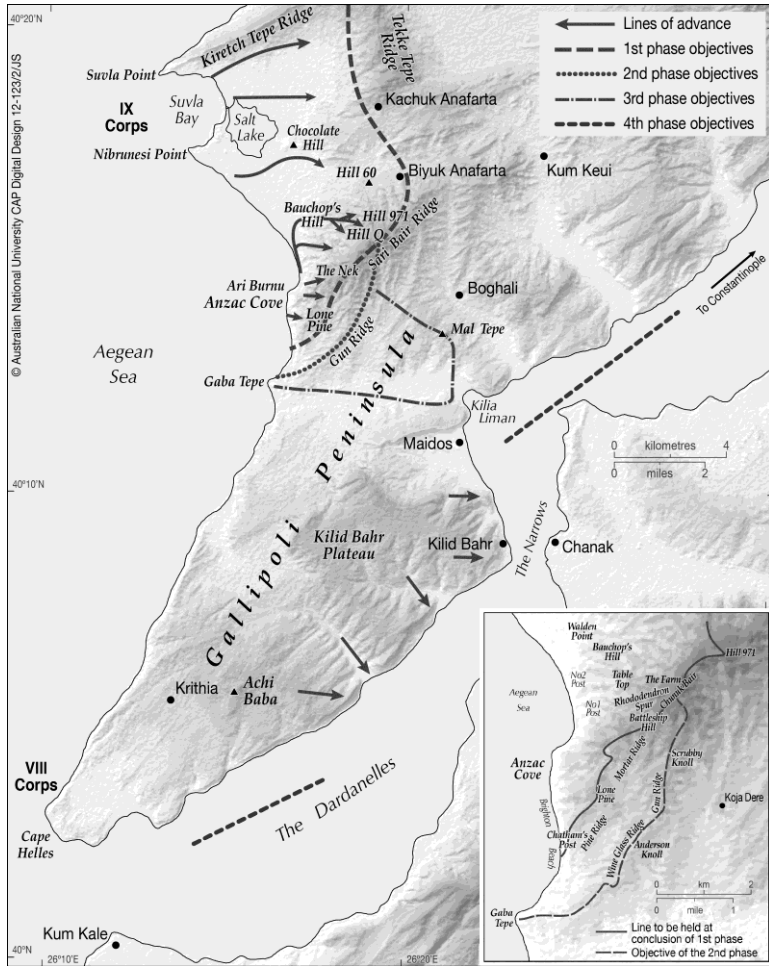 40°20'N
© Australian National University CAP Digital Design 12-123/2/JS
Kiretch Tepe Ridge
Tekke Tepe
Ridge
Lines of advance
1st phase objectives
2nd phase objectives
3rd phase objectives
4th phase objectives
Suvla Point
Suvla
Bay
IX
Corps
Salt
Lake
Nibrunesi Point
Chocolate
Hill
Kachuk Anafarta
Hill 60
Biyuk Anafarta
Kum Keui
Bauchop's
Hill
Hill 971
Hill Q
Sari Bair Ridge
The Nek
Ari Burnu
Anzac Cove
Lone
Pine
Gun Ridge
Boghali
To Constantinople
Mal Tepe
Aegean
Sea
Gaba Tepe
Gallipoli Peninsula
Kilia
Liman
Maidos
0 kilometres 4
0 miles 2
40°10'N
Kilid Bahr
Plateau
Kilid Bahr
The Narrows
Chanak
Krithia
Achi
Baba
VIII
Corps
Cape
Helles
The Dardanelles
Kum Kale
40°N
26°10'E
26°20'E
Walden
Point
Bauchop's
Hill
Hill 971
No2
Post
Table
Top
The Farm
Chunuk Bair
Aegean
Sea
No1
Post
Rhododendron
Spur
Battleship
Hill
Mortar Ridge
Scrubby
Knoll
Anzac
Cove
Lone
Pine
Gun Ridge
Koja Dere
Brighton
Beach
Chatham's
Post
Pine Ridge
Wine Glass Ridge
Anderson
Knoll
0 km 2
0 mile 1
Gaba
Tepe
Line to be held at
conclusion of 1st phase
Objective of the 2nd phase